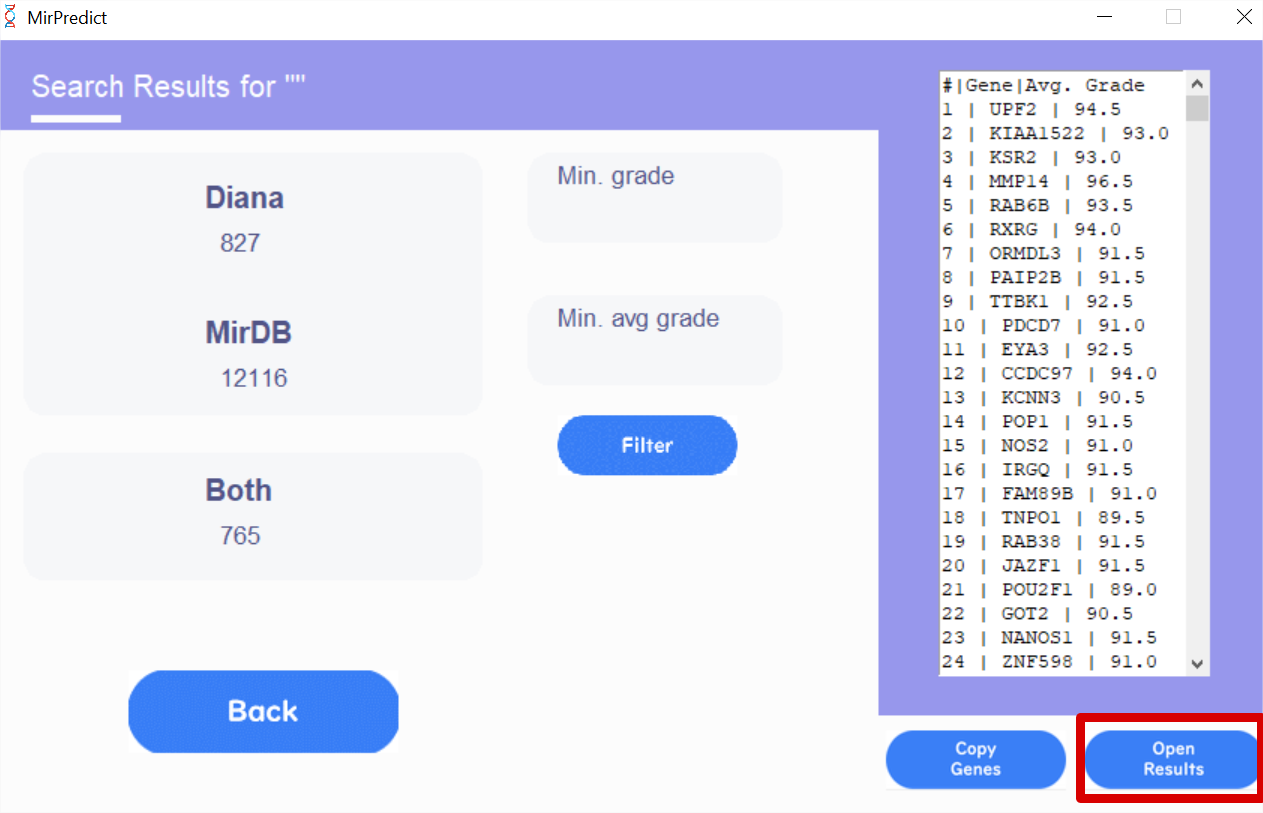 MirPredict
Search Results for ""
Diana
827
MirDB
12116
Both
765
Back
Min. grade
Min. avg grade
Filter
#|Gene|Avg. Grade
1 | UPF2 | 94.5
2 | KIAA1522 | 93.0
3 | KSR2 | 93.0
4 | MMP14 | 96.5
5 | RAB6B | 93.5
6 | RXRG | 94.0
7 | ORMDL3 | 91.5
8 | PAIP2B | 91.5
9 | TTBK1 | 92.5
10 | PDCD7 | 91.0
11 | EYA3 | 92.5
12 | CCDC97 | 94.0
13 | KCNN3 | 90.5
14 | POP1 | 91.5
15 | NOS2 | 91.0
16 | IRGQ | 91.5
17 | FAM89B | 91.0
18 | TNPO1 | 89.5
19 | RAB38 | 91.5
20 | JAZF1 | 91.5
21 | POU2F1 | 89.0
22 | GOT2 | 90.5
23 | NANOS1 | 91.5
24 | ZNF598 | 91.0
Copy
Genes
Open
Results